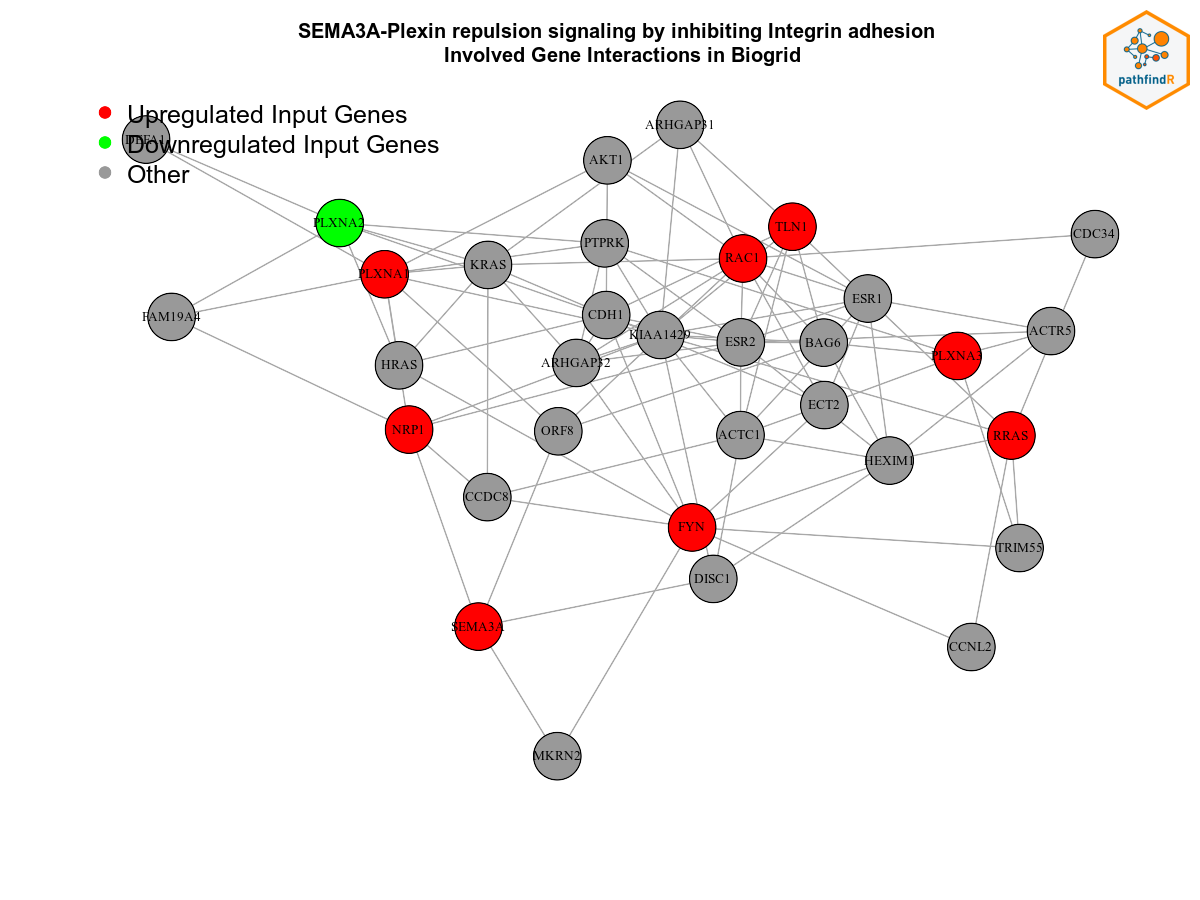 SEMA3A-Plexin repulsion signaling by inhibiting Integrin adhesion
Involved Gene Interactions in Biogrid
pathfindR
Upregulated Input Genes
Downregulated Input Genes
Other
ARHGAP31
DEFA1
AKT1
PLXNA2
TLN1
CDC34
PTPRK
RAC1
KRAS
PLXNA1
ESR1
FAM19A4
CDH1
KIAA1429
ACTR5
ESR2
BAG6
PLXNA3
HRAS
ARHGAP32
ECT2
NRP1
ORF8
ACTC1
RRAS
HEXIM1
CCDC8
FYN
TRIM55
DISC1
SEMA3A
CCNL2
MKRN2